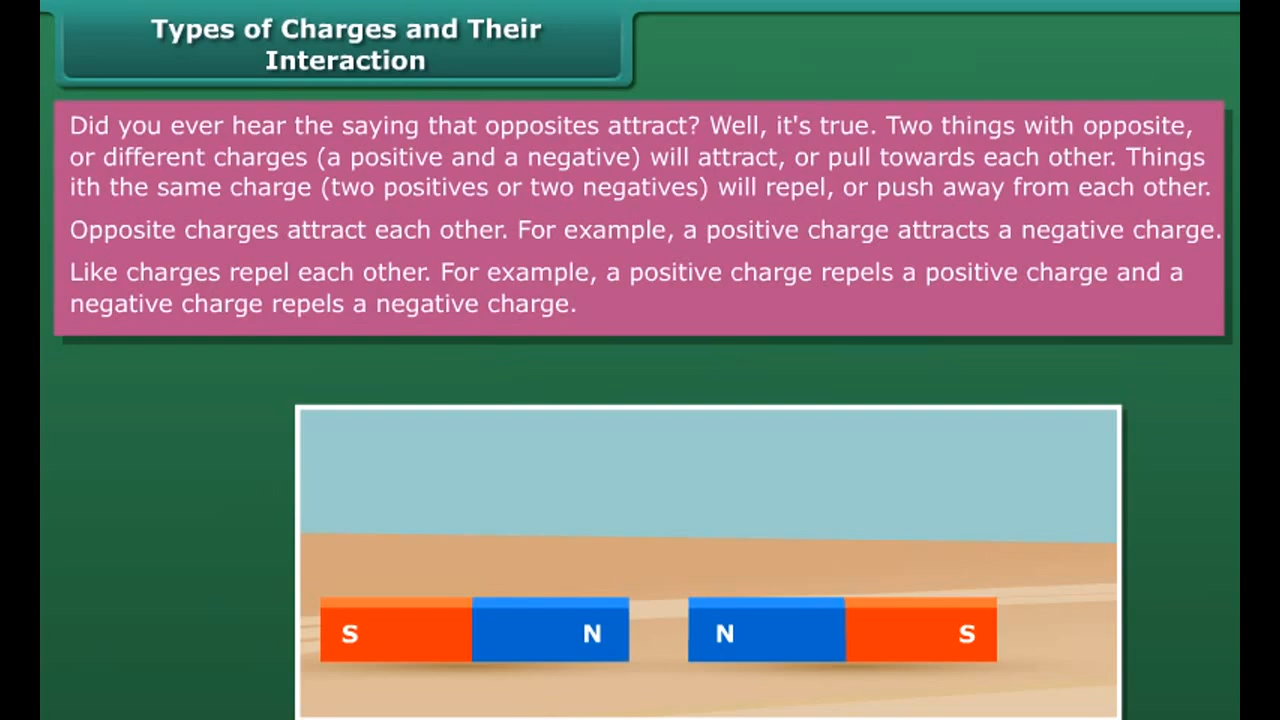 Types of Charges and Their
Interaction
Did you ever hear the saying that opposites attract? Well, it's true. Two things with opposite,
or different charges (a positive and a negative) will attract, or pull towards each other. Things
ith the same charge (two positives or two negatives) will repel, or push away from each other.
Opposite charges attract each other. For example, a positive charge attracts a negative charge.
Like charges repel each other. For example, a positive charge repels a positive charge and a
negative charge repels a negative charge.
S N N S